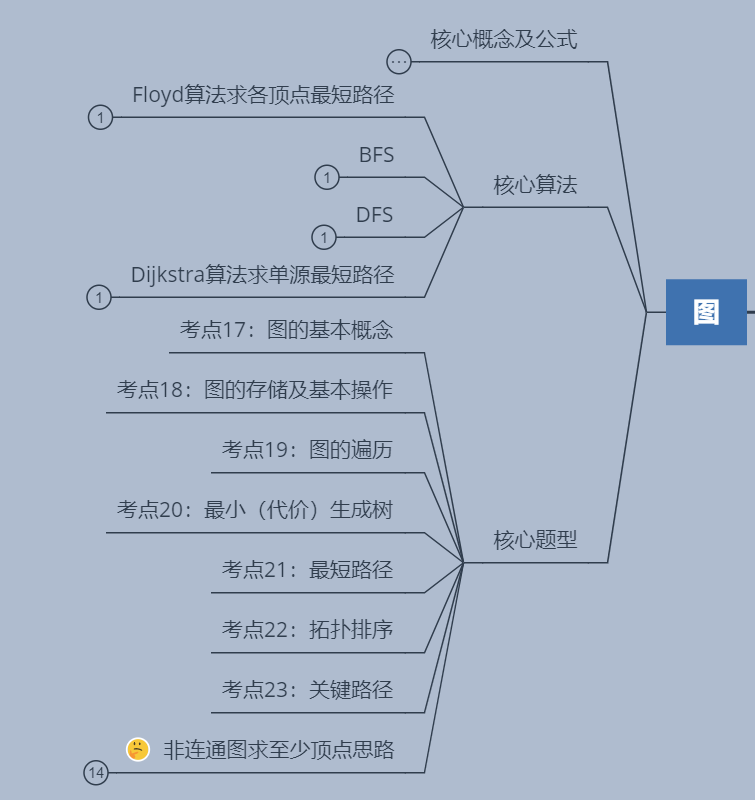 核心概念及公式
Floyd算法求各顶点最短路径
1
BFS
1
核心算法
DFS
1
Dijkstra算法求单源最短路径
1
图
考点17：图的基本概念
考点18：图的存储及基本操作
考点19：图的遍历
考点20：最小（代价）生成树
核心题型
考点21：最短路径
考点22：拓扑排序
考点23：关键路径
非连通图求至少顶点思路
14